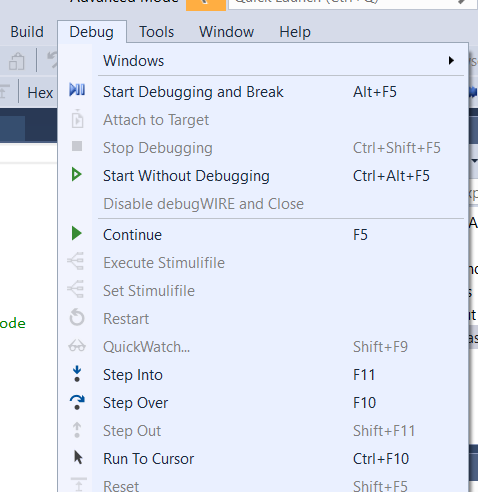 Advanced Mode Quick Launch (Ctrl+Q)
Build Debug Tools Window Help
Hex
Windows
Start Debugging and Break Alt+F5
Attach to Target
Stop Debugging Ctrl+Shift+F5
Start Without Debugging Ctrl+Alt+F5
Disable debugWIRE and Close
Continue F5
Execute Stimulifile
Set Stimulifile
Restart
ode
QuickWatch... Shift+F9
Step Into F11
Step Over F10
Step Out Shift+F11
Run To Cursor Ctrl+F10
Reset Shift+F5